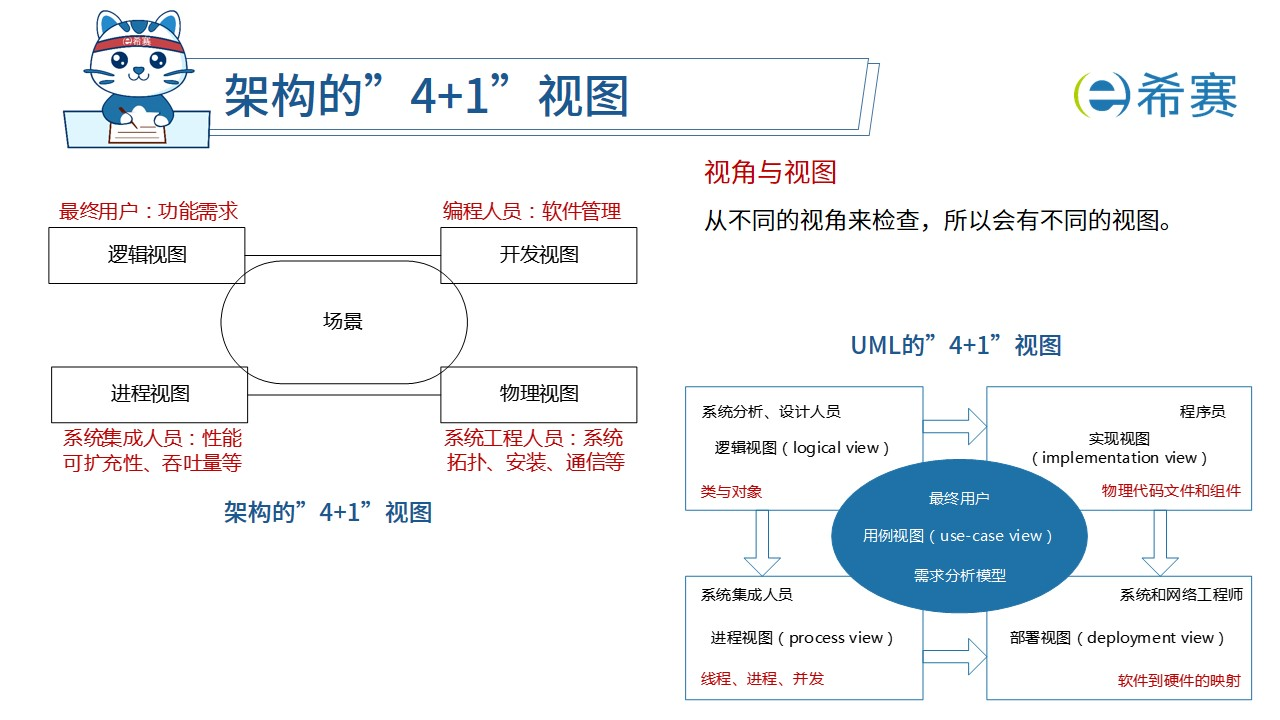 希赛
架构的”4+1”视图
希赛
视角与视图
从不同的视角来检查，所以会有不同的视图。
最终用户：功能需求
编程人员：软件管理
逻辑视图
开发视图
场景
进程视图
物理视图
系统集成人员：性能
可扩充性、吞吐量等
系统工程人员：系统
拓扑、安装、通信等
架构的”4+1”视图
UML的”4+1”视图
系统分析、设计人员
逻辑视图（logical view）
类与对象
程序员
实现视图
（implementation view）
物理代码文件和组件
最终用户
用例视图（use-case view）
需求分析模型
系统集成人员
进程视图（process view）
线程、进程、并发
系统和网络工程师
部署视图（deployment view）
软件到硬件的映射